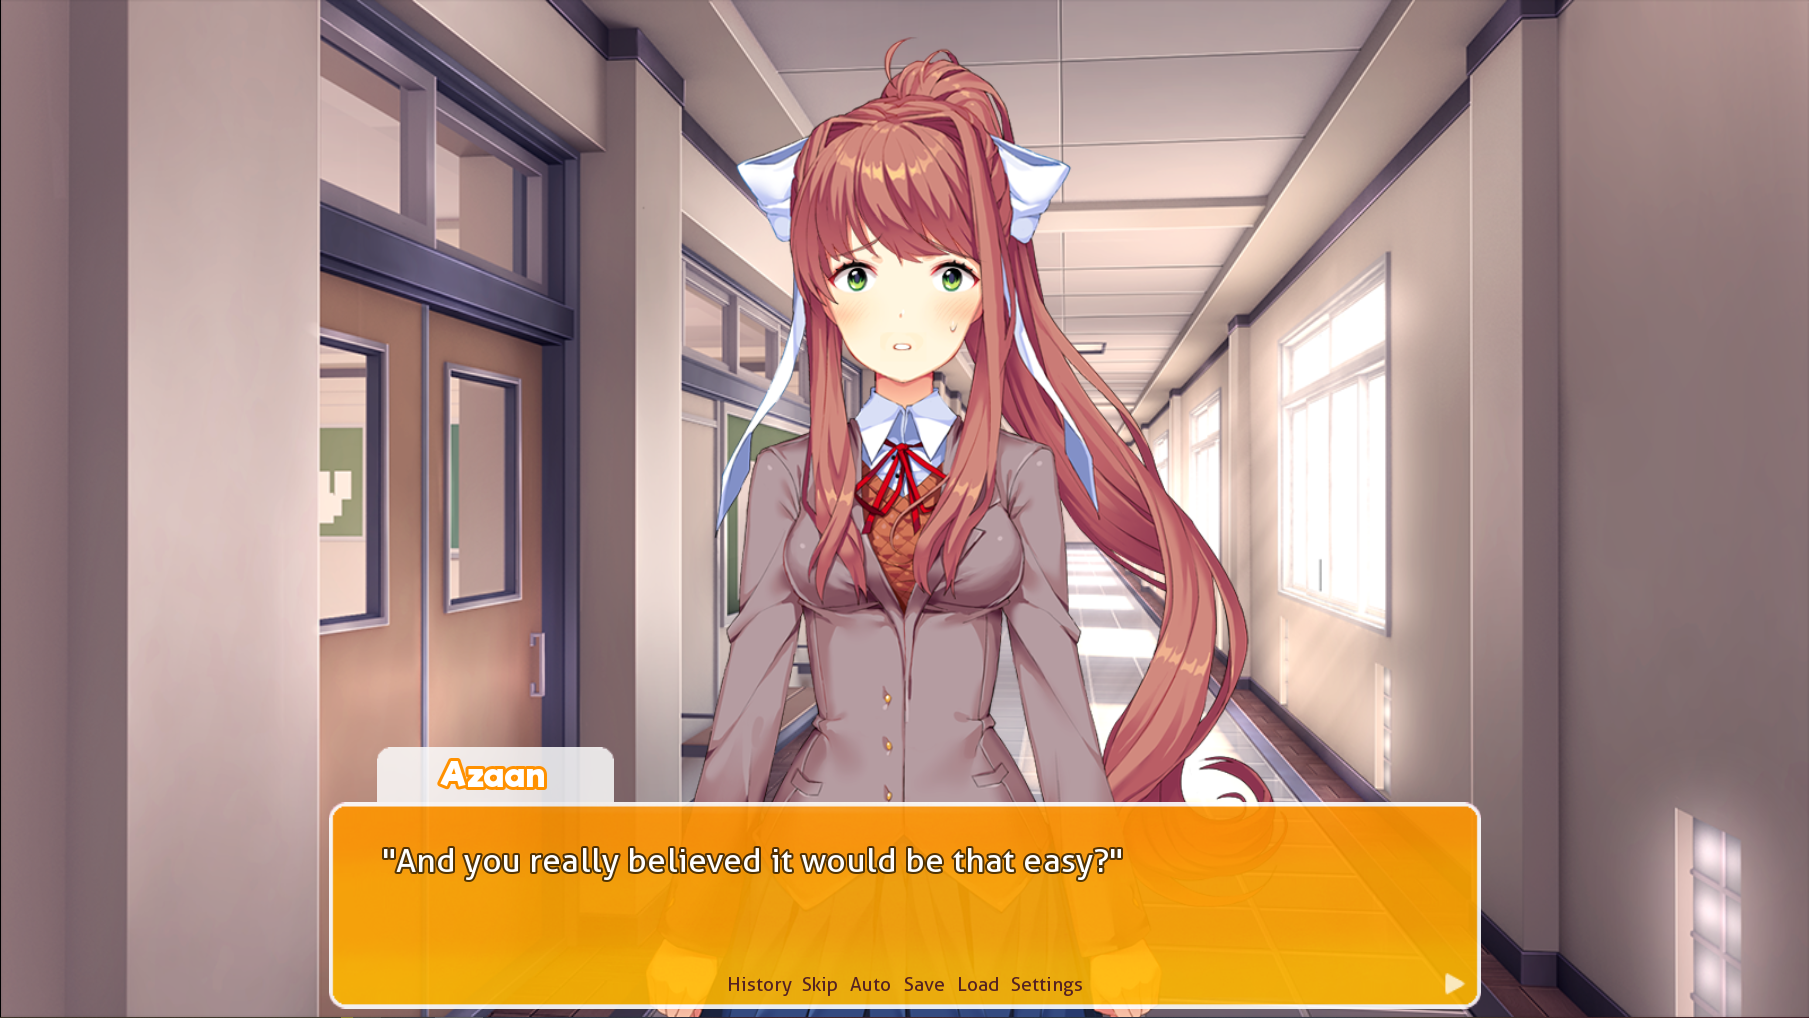 Azaan
"And you really believed it would be that easy?"
History Skip Auto Save Load Settings